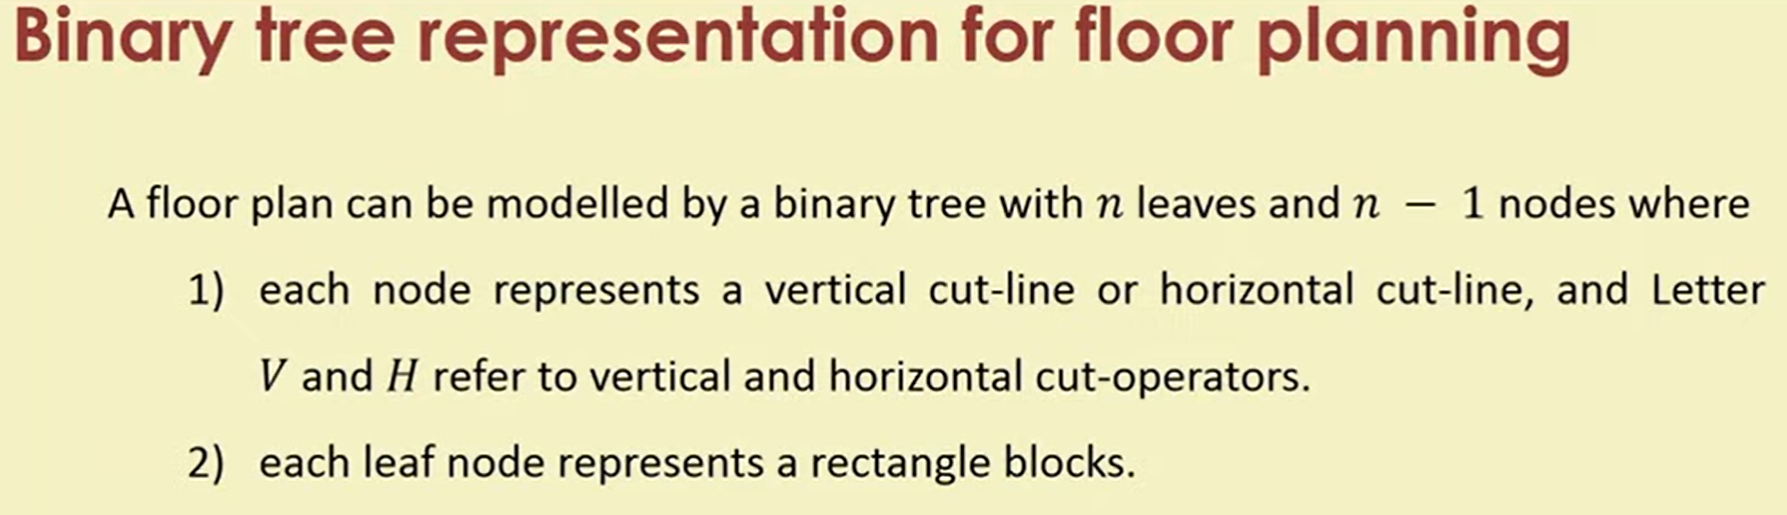 Binary tree representation for floor planning
A floor plan can be modelled by a binary tree with n leaves and n − 1 nodes where
1) each node represents a vertical cut-line or horizontal cut-line, and Letter
V and H refer to vertical and horizontal cut-operators.
2) each leaf node represents a rectangle blocks.